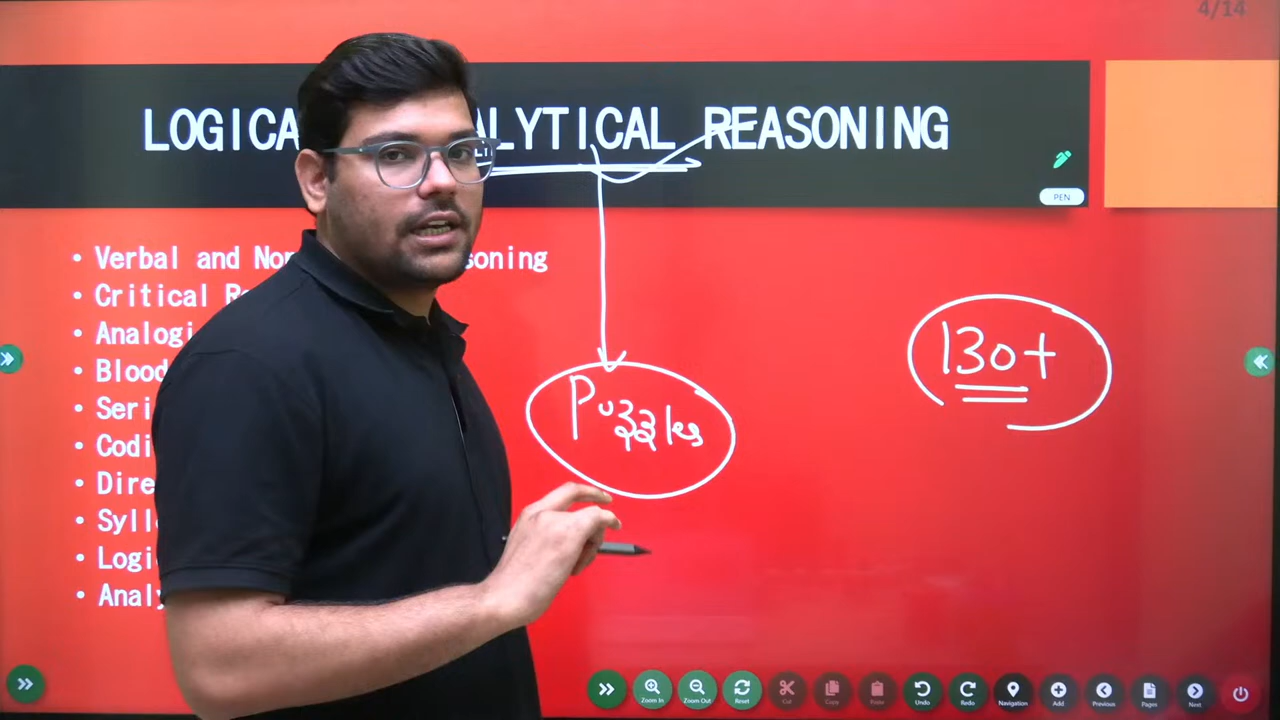 4/14
LOGICA ALYTICAL REASONING
PEN
Verbal and Nor soning
Critical R
Analogi
Blood
Seri
Codi
Dire
Syll
Logi
Analy
Puzzles
130+
Zoom In Zoom Out Reset Cut Copy Paste Undo Redo Navigation Add Previous Pages Next